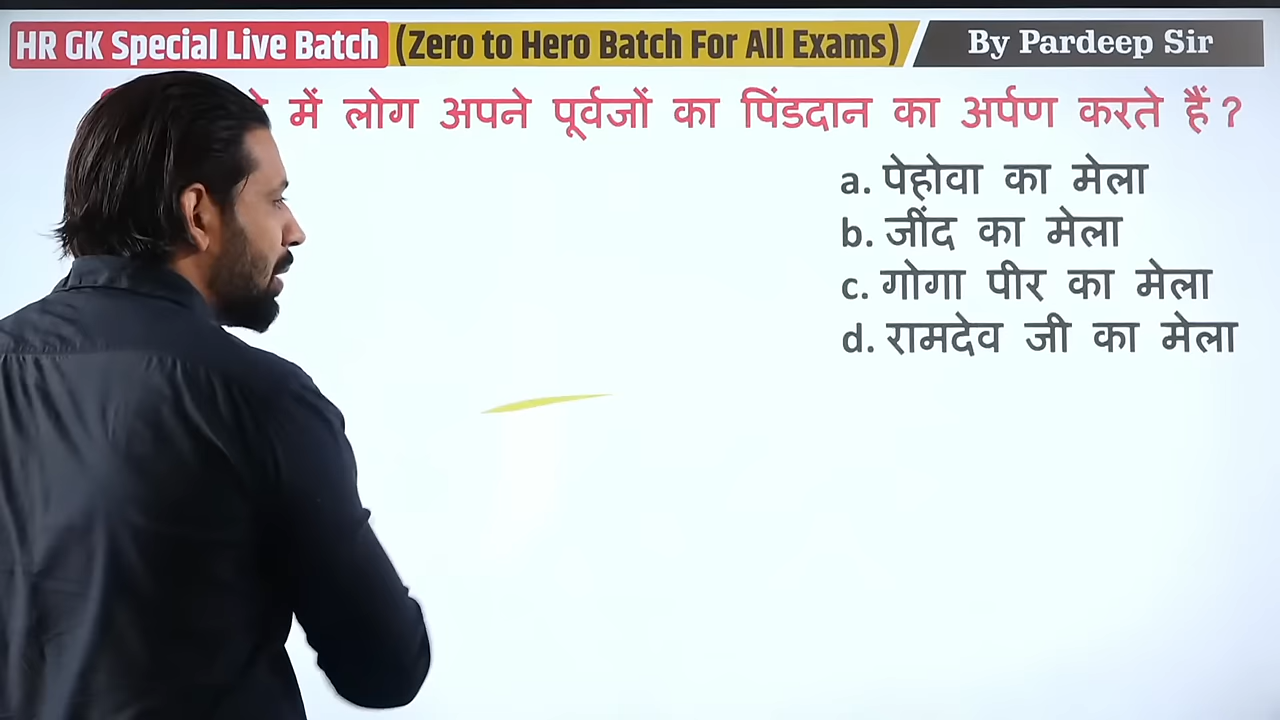 HR GK Special Live Batch (Zero to Hero Batch For All Exams) By Pardeep Sir
में लोग अपने पूर्वजों का पिंडदान का अर्पण करते हैं ?
a. पेहोवा का मेला
b. जींद का मेला
c. गोगा पीर का मेला
d. रामदेव जी का मेला